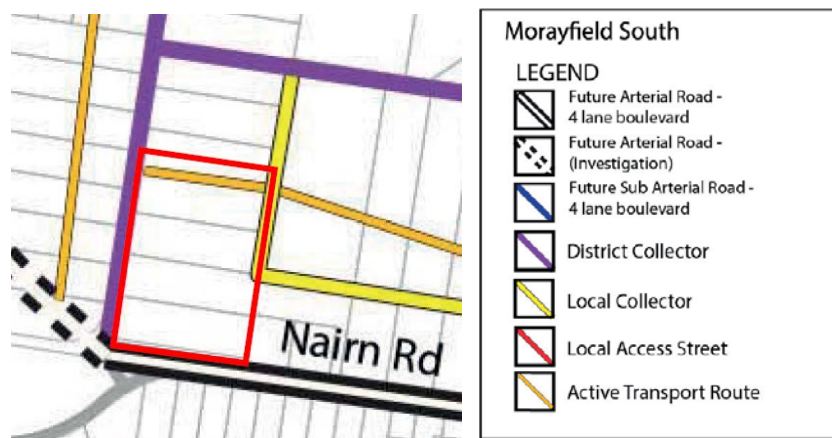 Nairn Rd
Morayfield South
LEGEND
Future Arterial Road -
4 lane boulevard
Future Arterial Road -
(Investigation)
Future Sub Arterial Road -
4 lane boulevard
District Collector
Local Collector
Local Access Street
Active Transport Route